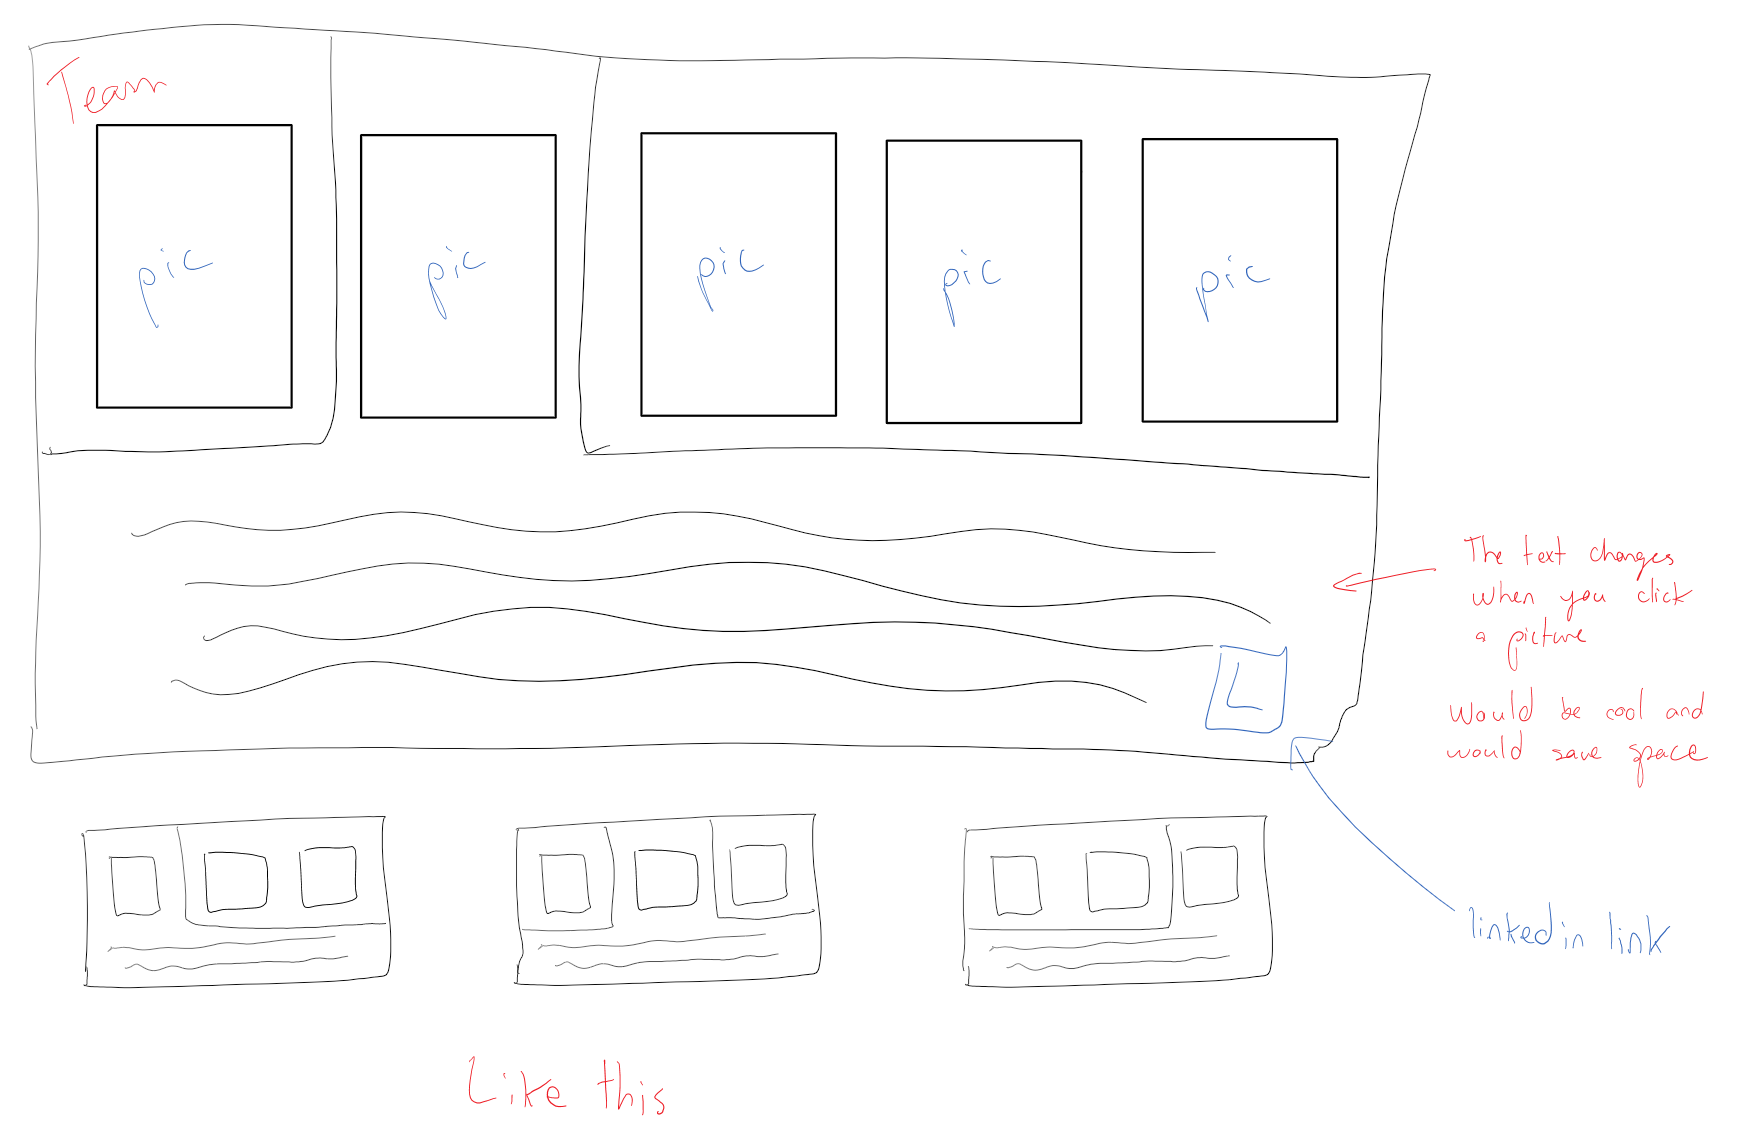 Team
pic
pic
pic
pic
pic
The text changes
when you click
a picture
Would be cool and
would save space
L
linkedin link
Like this